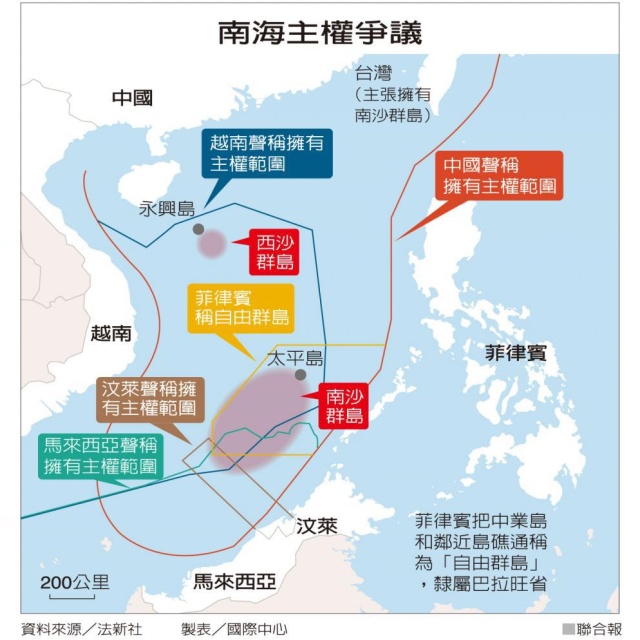 南海主權爭議
台灣
（主張擁有
南沙群島）
中國
越南聲稱擁有
主權範圍
中國聲稱
擁有主權範圍
永興島
西沙
群島
菲律賓
稱自由群島
越南
太平島
菲律賓
汶萊聲稱擁
有主權範圍
南沙
群島
馬來西亞聲稱
擁有主權範圍
汶萊
菲律賓把中業島
和鄰近島礁通稱
為「自由群島」
，隸屬巴拉旺省
200公里
馬來西亞
資料來源／法新社
製表／國際中心
聯合報